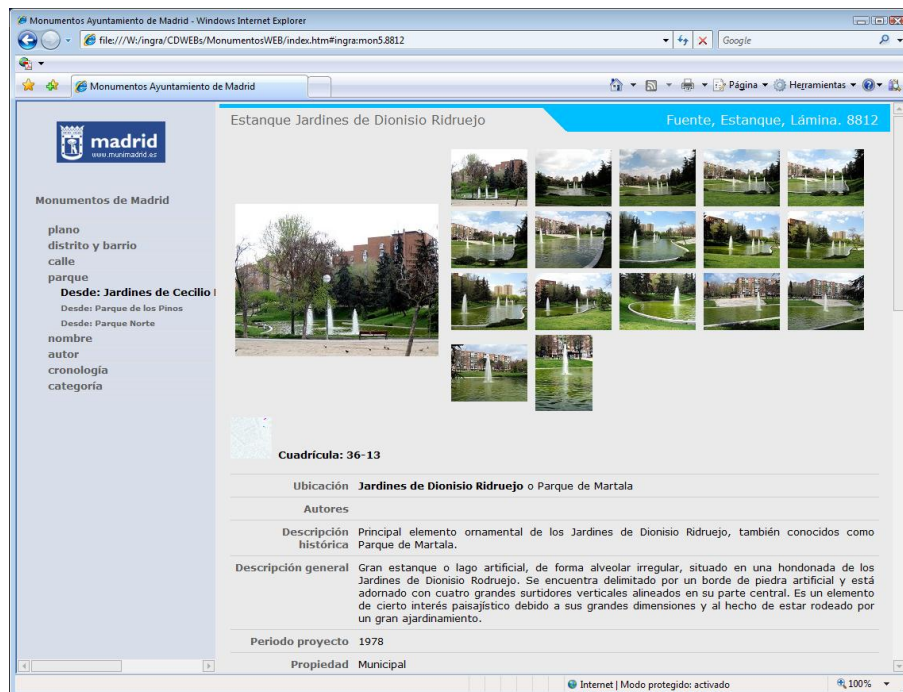 Monumentos Ayuntamiento de Madrid - Windows Internet Explorer
file:///W:/ingra/CDWEBs/MonumentosWEB/index.htm#ingra:mon5.8812
Google
Monumentos Ayuntamiento de Madrid
Página
Herramientas
madrid
www.munimadrid.es
Monumentos de Madrid
plano
distrito y barrio
calle
parque
Desde: Jardines de Cecilio
Desde: Parque de los Pinos
Desde: Parque Norte
nombre
autor
cronología
categoría
Estanque Jardines de Dionisio Ridruejo
Fuente, Estanque, Lámina. 8812
Cuadrícula: 36-13
Ubicación Jardines de Dionisio Ridruejo o Parque de Martala
Autores
Descripción histórica Principal elemento ornamental de los Jardines de Dionisio Ridruejo, también conocidos como
Parque de Martala.
Descripción general Gran estanque o lago artificial, de forma alveolar irregular, situado en una hondonada de los
Jardines de Dionisio Rodruejo. Se encuentra delimitado por un borde de piedra artificial y está
adornado con cuatro grandes surtidores verticales alineados en su parte central. Es un elemento
de cierto interés paisajístico debido a sus grandes dimensiones y al hecho de estar rodeado por
un gran ajardinamiento.
Periodo proyecto 1978
Propiedad Municipal
Internet | Modo protegido: activado
100%